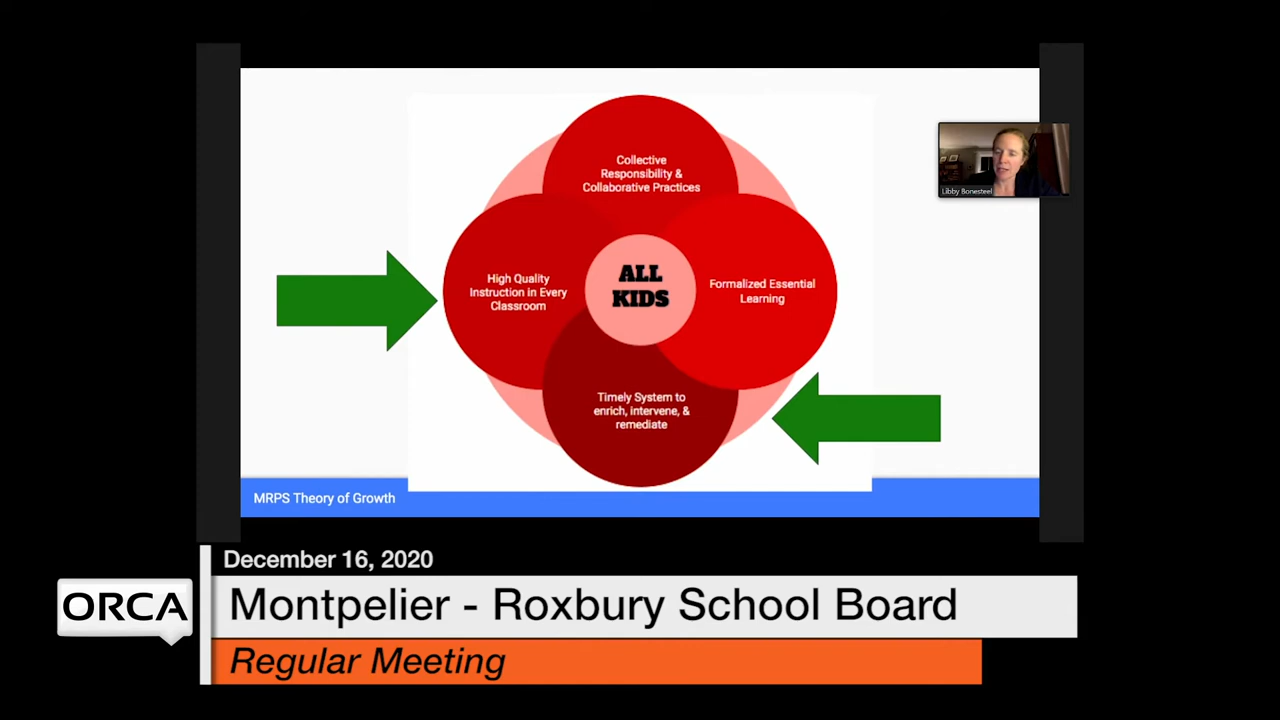 Collective
Responsibility &
Collaborative Practices
High Quality
Instruction in Every
Classroom
ALL
KIDS
Formalized Essential
Learning
Timely System to
enrich, intervene, &
remediate
Libby Bonesteel
MRPS Theory of Growth
December 16, 2020
ORCA
Montpelier - Roxbury School Board
Regular Meeting